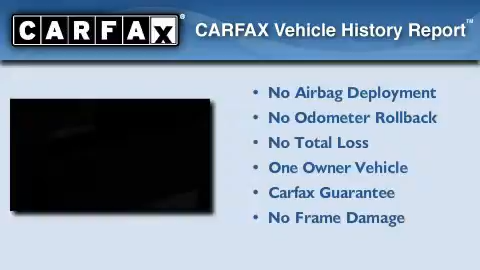 CARFAX® CARFAX Vehicle History Report™
• No Airbag Deployment
• No Odometer Rollback
• No Total Loss
• One Owner Vehicle
• Carfax Guarantee
• No Frame Damage